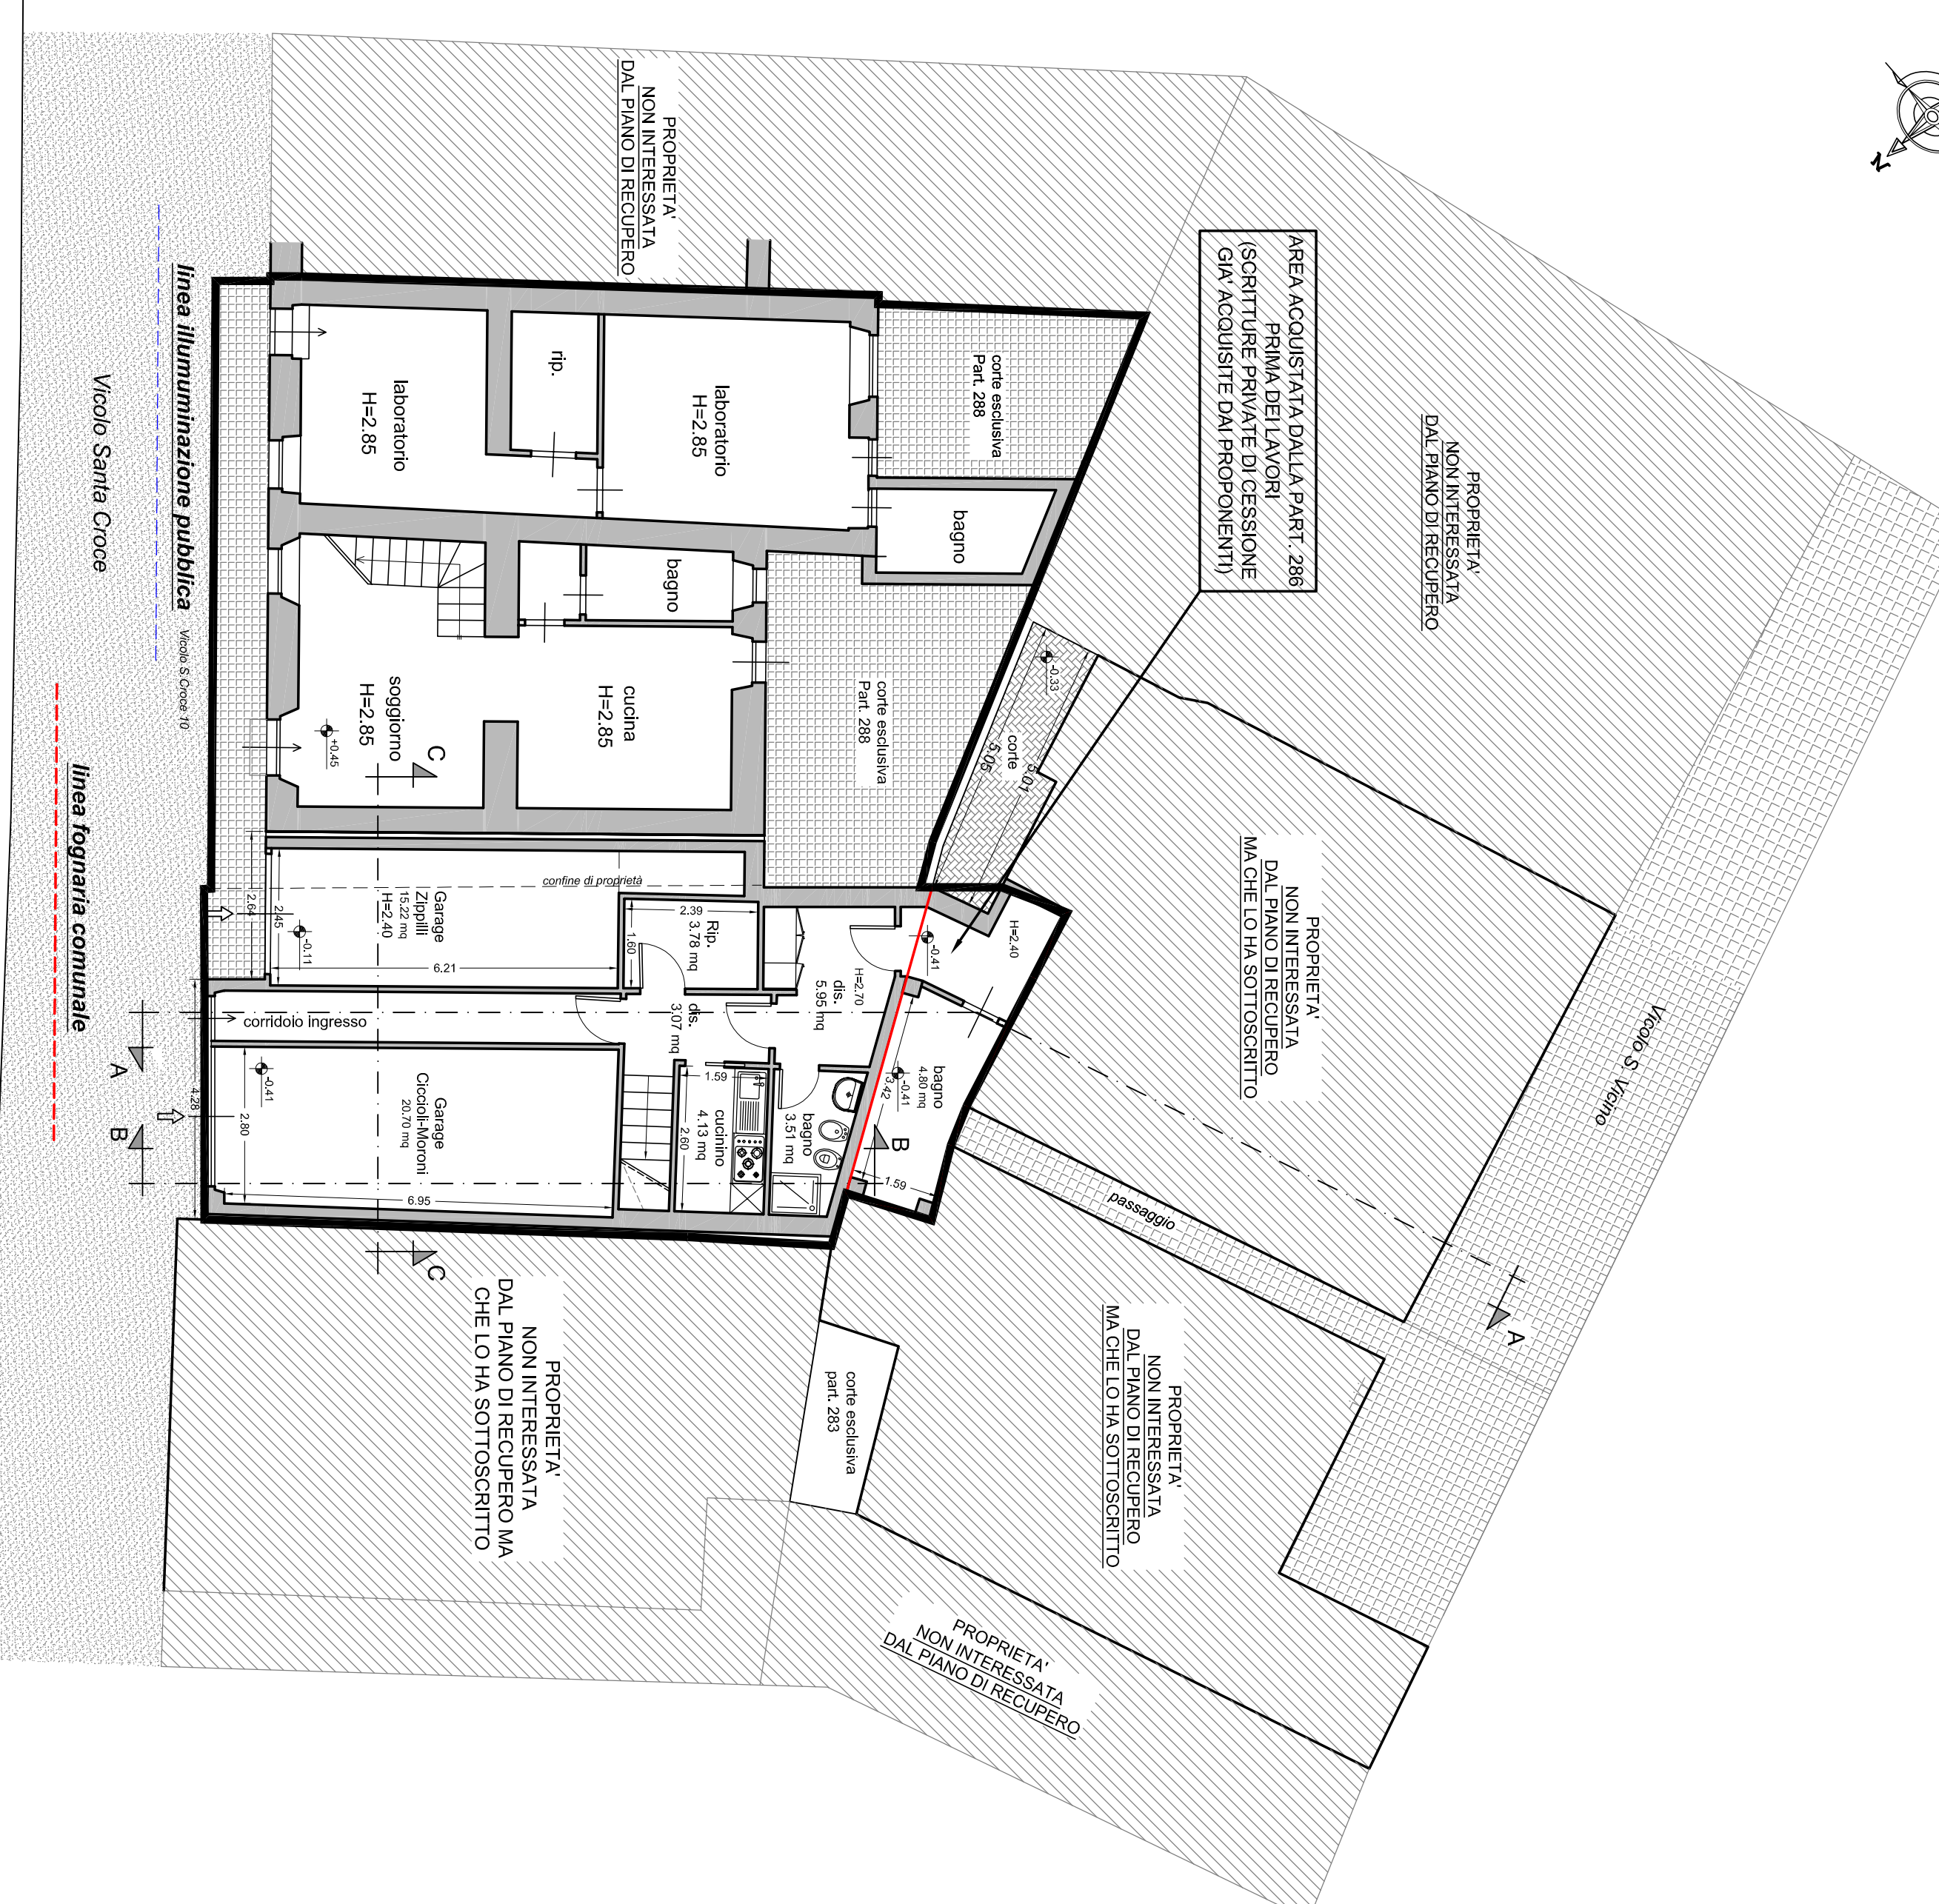 N
PROPRIETA'
NON INTERESSATA
DAL PIANO DI RECUPERO
AREA ACQUISTATA DALLA PART. 286
PRIMA DEI LAVORI
(SCRITTURE PRIVATE DI CESSIONE
GIA' ACQUISITE DAI PROPONENTI)
PROPRIETA'
NON INTERESSATA
DAL PIANO DI RECUPERO
linea illumuminazione pubblica
Vicolo S.Croce 10
Vicolo Santa Croce
linea fognaria comunale
laboratorio
H=2.85
rip.
laboratorio
H=2.85
corte esclusiva
Part. 288
bagno
bagno
soggiorno
H=2.85
+0.45
cucina
H=2.85
corte esclusiva
Part. 288
-0.33
corte
5.05
5.01
C
PROPRIETA'
NON INTERESSATA
DAL PIANO DI RECUPERO
MA CHE LO HA SOTTOSCRITTO
Vicolo S. Vicino
confine di proprietà
Garage
Zippilli
15.22 mq
H=2.40
2.64
2.45
-0.11
6.21
2.39
Rip.
3.78 mq
1.60
H=2.70
dis.
5.95 mq
-0.41
H=2.40
dis.
3.07 mq
corridoio ingresso
bagno
4.80 mq
-0.41
3.42
1.59
Garage
Ciccioli-Moroni
20.70 mq
-0.41
2.80
6.95
4.28
1.59
cucinino
4.13 mq
2.60
bagno
3.51 mq
A
B
B
C
A
passaggio
PROPRIETA'
NON INTERESSATA
DAL PIANO DI RECUPERO MA
CHE LO HA SOTTOSCRITTO
corte esclusiva
part. 283
PROPRIETA'
NON INTERESSATA
DAL PIANO DI RECUPERO
MA CHE LO HA SOTTOSCRITTO
PROPRIETA'
NON INTERESSATA
DAL PIANO DI RECUPERO